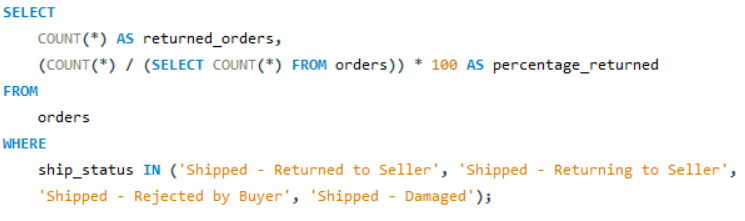 SELECT
COUNT(*) AS returned_orders,
(COUNT(*) / (SELECT COUNT(*) FROM orders)) * 100 AS percentage_returned
FROM
orders
WHERE
ship_status IN ('Shipped - Returned to Seller', 'Shipped - Returning to Seller',
'Shipped - Rejected by Buyer', 'Shipped - Damaged');